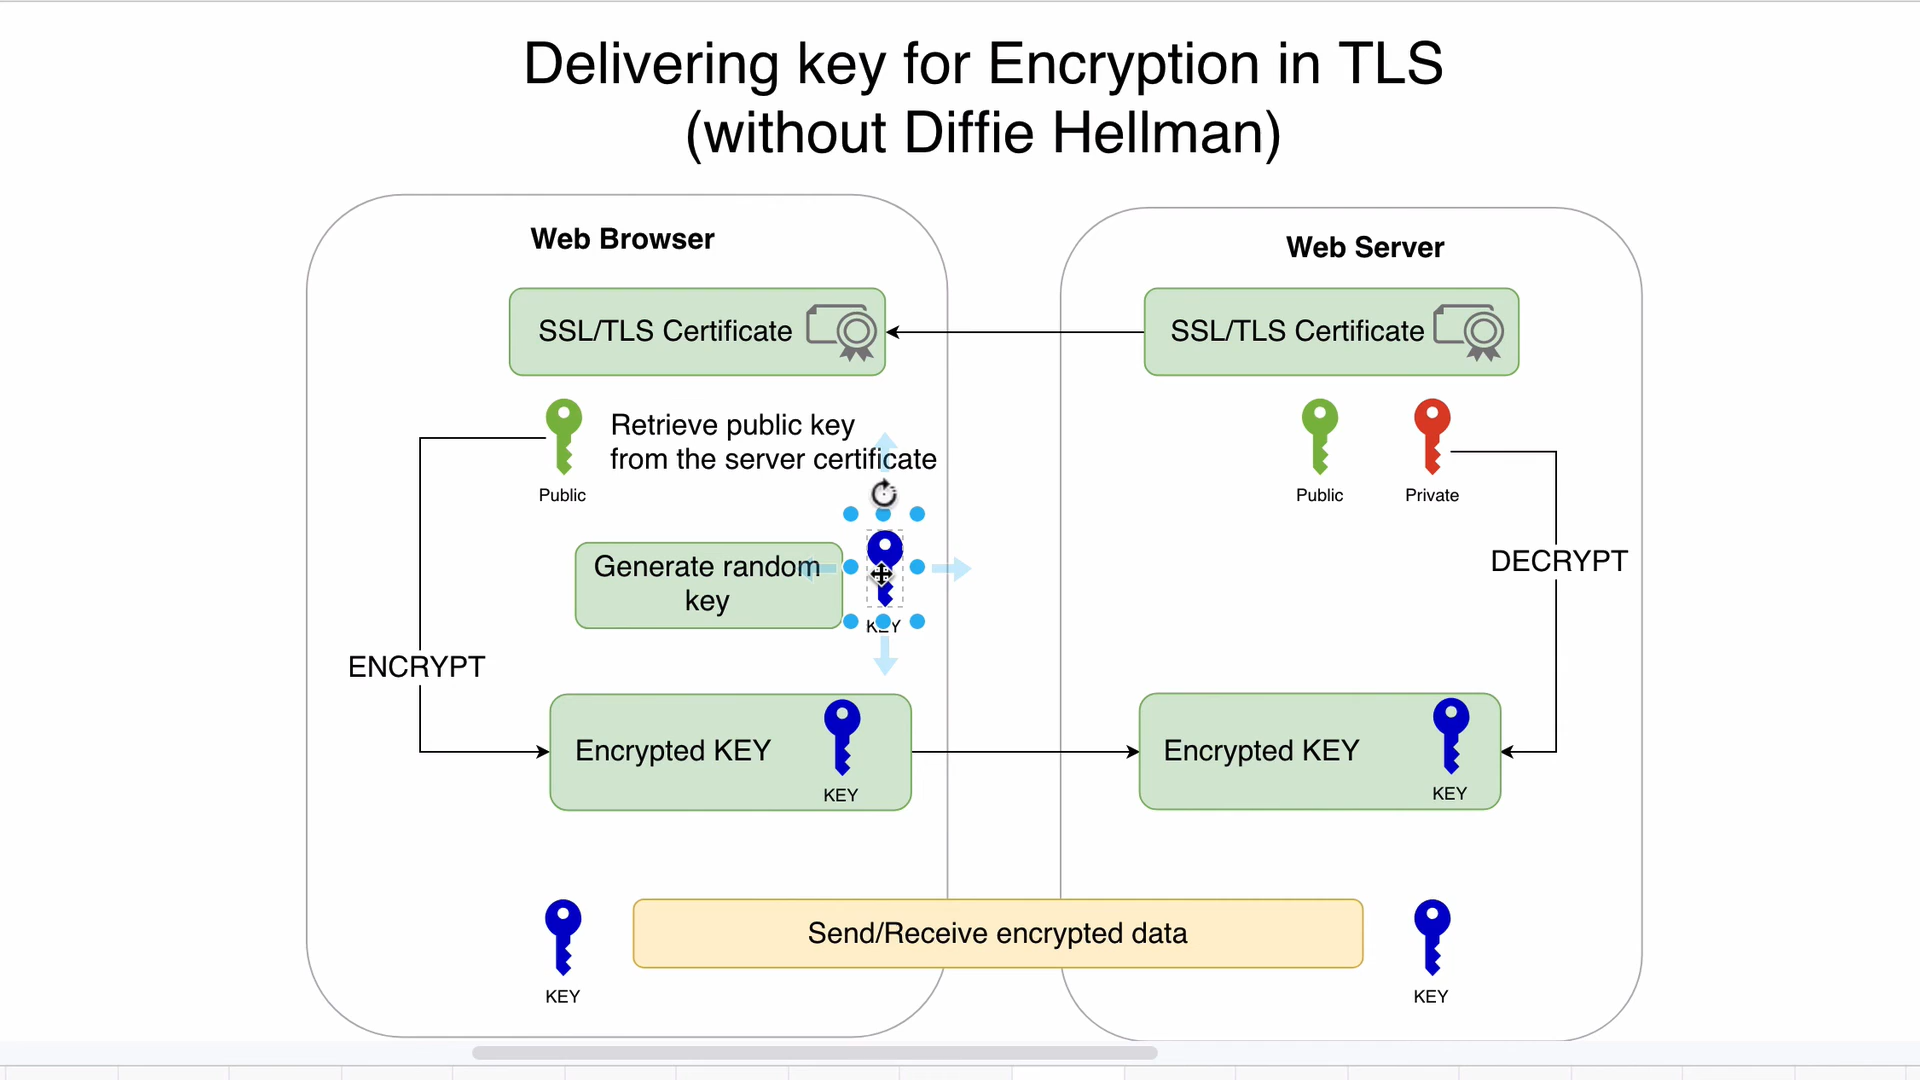 Delivering key for Encryption in TLS
(without Diffie Hellman)
Web Browser
Web Server
SSL/TLS Certificate
SSL/TLS Certificate
Retrieve public key
from the server certificate
Public
Public
Private
Generate random
key
KEY
DECRYPT
ENCRYPT
Encrypted KEY
KEY
Encrypted KEY
KEY
Send/Receive encrypted data
KEY
KEY